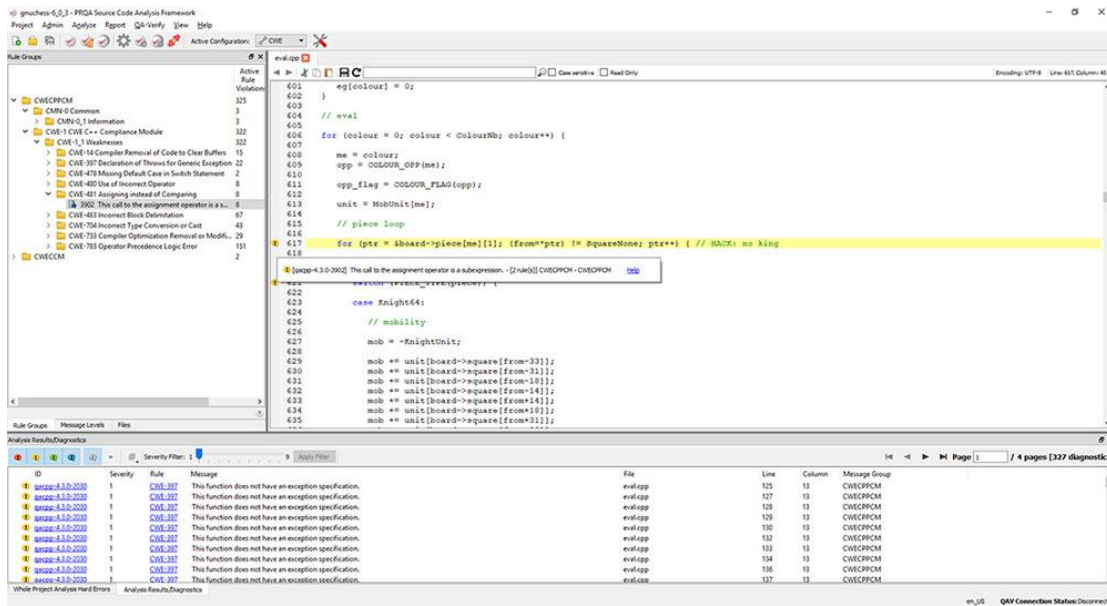 gnuchess-6_0_3 - PRQA Source Code Analysis Framework
Project Admin Analyze Report QA-Verify View Help
Active Configuration: CWE
Rule Groups
eval.cpp
Case sensitive Read Only
Encoding: UTF-8 Line: 617, Column: 45
Active Rule Violation
CWECPPCM 325
CMN-0 Common 3
CMN-0_1 Information 3
CWE-1 CWE C++ Compliance Module 322
CWE-1_1 Weaknesses 322
CWE-14 Compiler Removal of Code to Clear Buffers 15
CWE-397 Declaration of Throws for Generic Exception 22
CWE-478 Missing Default Case in Switch Statement 2
CWE-480 Use of Incorrect Operator 8
CWE-481 Assigning instead of Comparing 8
3902 This call to the assignment operator is a s... 8
CWE-483 Incorrect Block Delimitation 67
CWE-704 Incorrect Type Conversion or Cast 43
CWE-733 Compiler Optimization Removal or Modifi... 29
CWE-783 Operator Precedence Logic Error 151
CWECCM 2
Rule Groups Message Levels Files
601 eg[colour] = 0;
602 }
603
604 // eval
605
606 for (colour = 0; colour < ColourNb; colour++) {
607
608 me = colour;
609 opp = COLOUR_OPP(me);
610
611 opp_flag = COLOUR_FLAG(opp);
612
613 unit = MobUnit[me];
614
615 // piece loop
616
617 for (ptr = &board->piece[me][1]; (from=*ptr) != SquareNone; ptr++) { // HACK: no king
618
[qacpp-4.3.0-3902] This call to the assignment operator is a subexpression. - [2 rule(s)] CWECPPCM - CWECPPCM Help
622
623 case Knight64:
624
625 // mobility
626
627 mob = -KnightUnit;
628
629 mob += unit[board->square[from-33]];
630 mob += unit[board->square[from-31]];
631 mob += unit[board->square[from-18]];
632 mob += unit[board->square[from-14]];
633 mob += unit[board->square[from+14]];
634 mob += unit[board->square[from+18]];
635 mob += unit[board->square[from+31]];
Analysis Results/Diagnostics
Severity Filter: 1 9 Apply Filter
Page 1 / 4 pages [327 diagnostic
ID Severity Rule Message File Line Column Message Group
qacpp-4.3.0-2030 1 CWE-397 This function does not have an exception specification. eval.cpp 125 13 CWECPPCM
qacpp-4.3.0-2030 1 CWE-397 This function does not have an exception specification. eval.cpp 127 13 CWECPPCM
qacpp-4.3.0-2030 1 CWE-397 This function does not have an exception specification. eval.cpp 128 13 CWECPPCM
qacpp-4.3.0-2030 1 CWE-397 This function does not have an exception specification. eval.cpp 129 13 CWECPPCM
qacpp-4.3.0-2030 1 CWE-397 This function does not have an exception specification. eval.cpp 130 13 CWECPPCM
qacpp-4.3.0-2030 1 CWE-397 This function does not have an exception specification. eval.cpp 132 13 CWECPPCM
qacpp-4.3.0-2030 1 CWE-397 This function does not have an exception specification. eval.cpp 133 13 CWECPPCM
qacpp-4.3.0-2030 1 CWE-397 This function does not have an exception specification. eval.cpp 134 13 CWECPPCM
qacpp-4.3.0-2030 1 CWE-397 This function does not have an exception specification. eval.cpp 136 13 CWECPPCM
qacpp-4.3.0-2030 1 CWE-397 This function does not have an exception specification. eval.cpp 137 13 CWECPPCM
Whole Project Analysis Hard Errors Analysis Results/Diagnostics
en_US QAV Connection Status: Disconnect